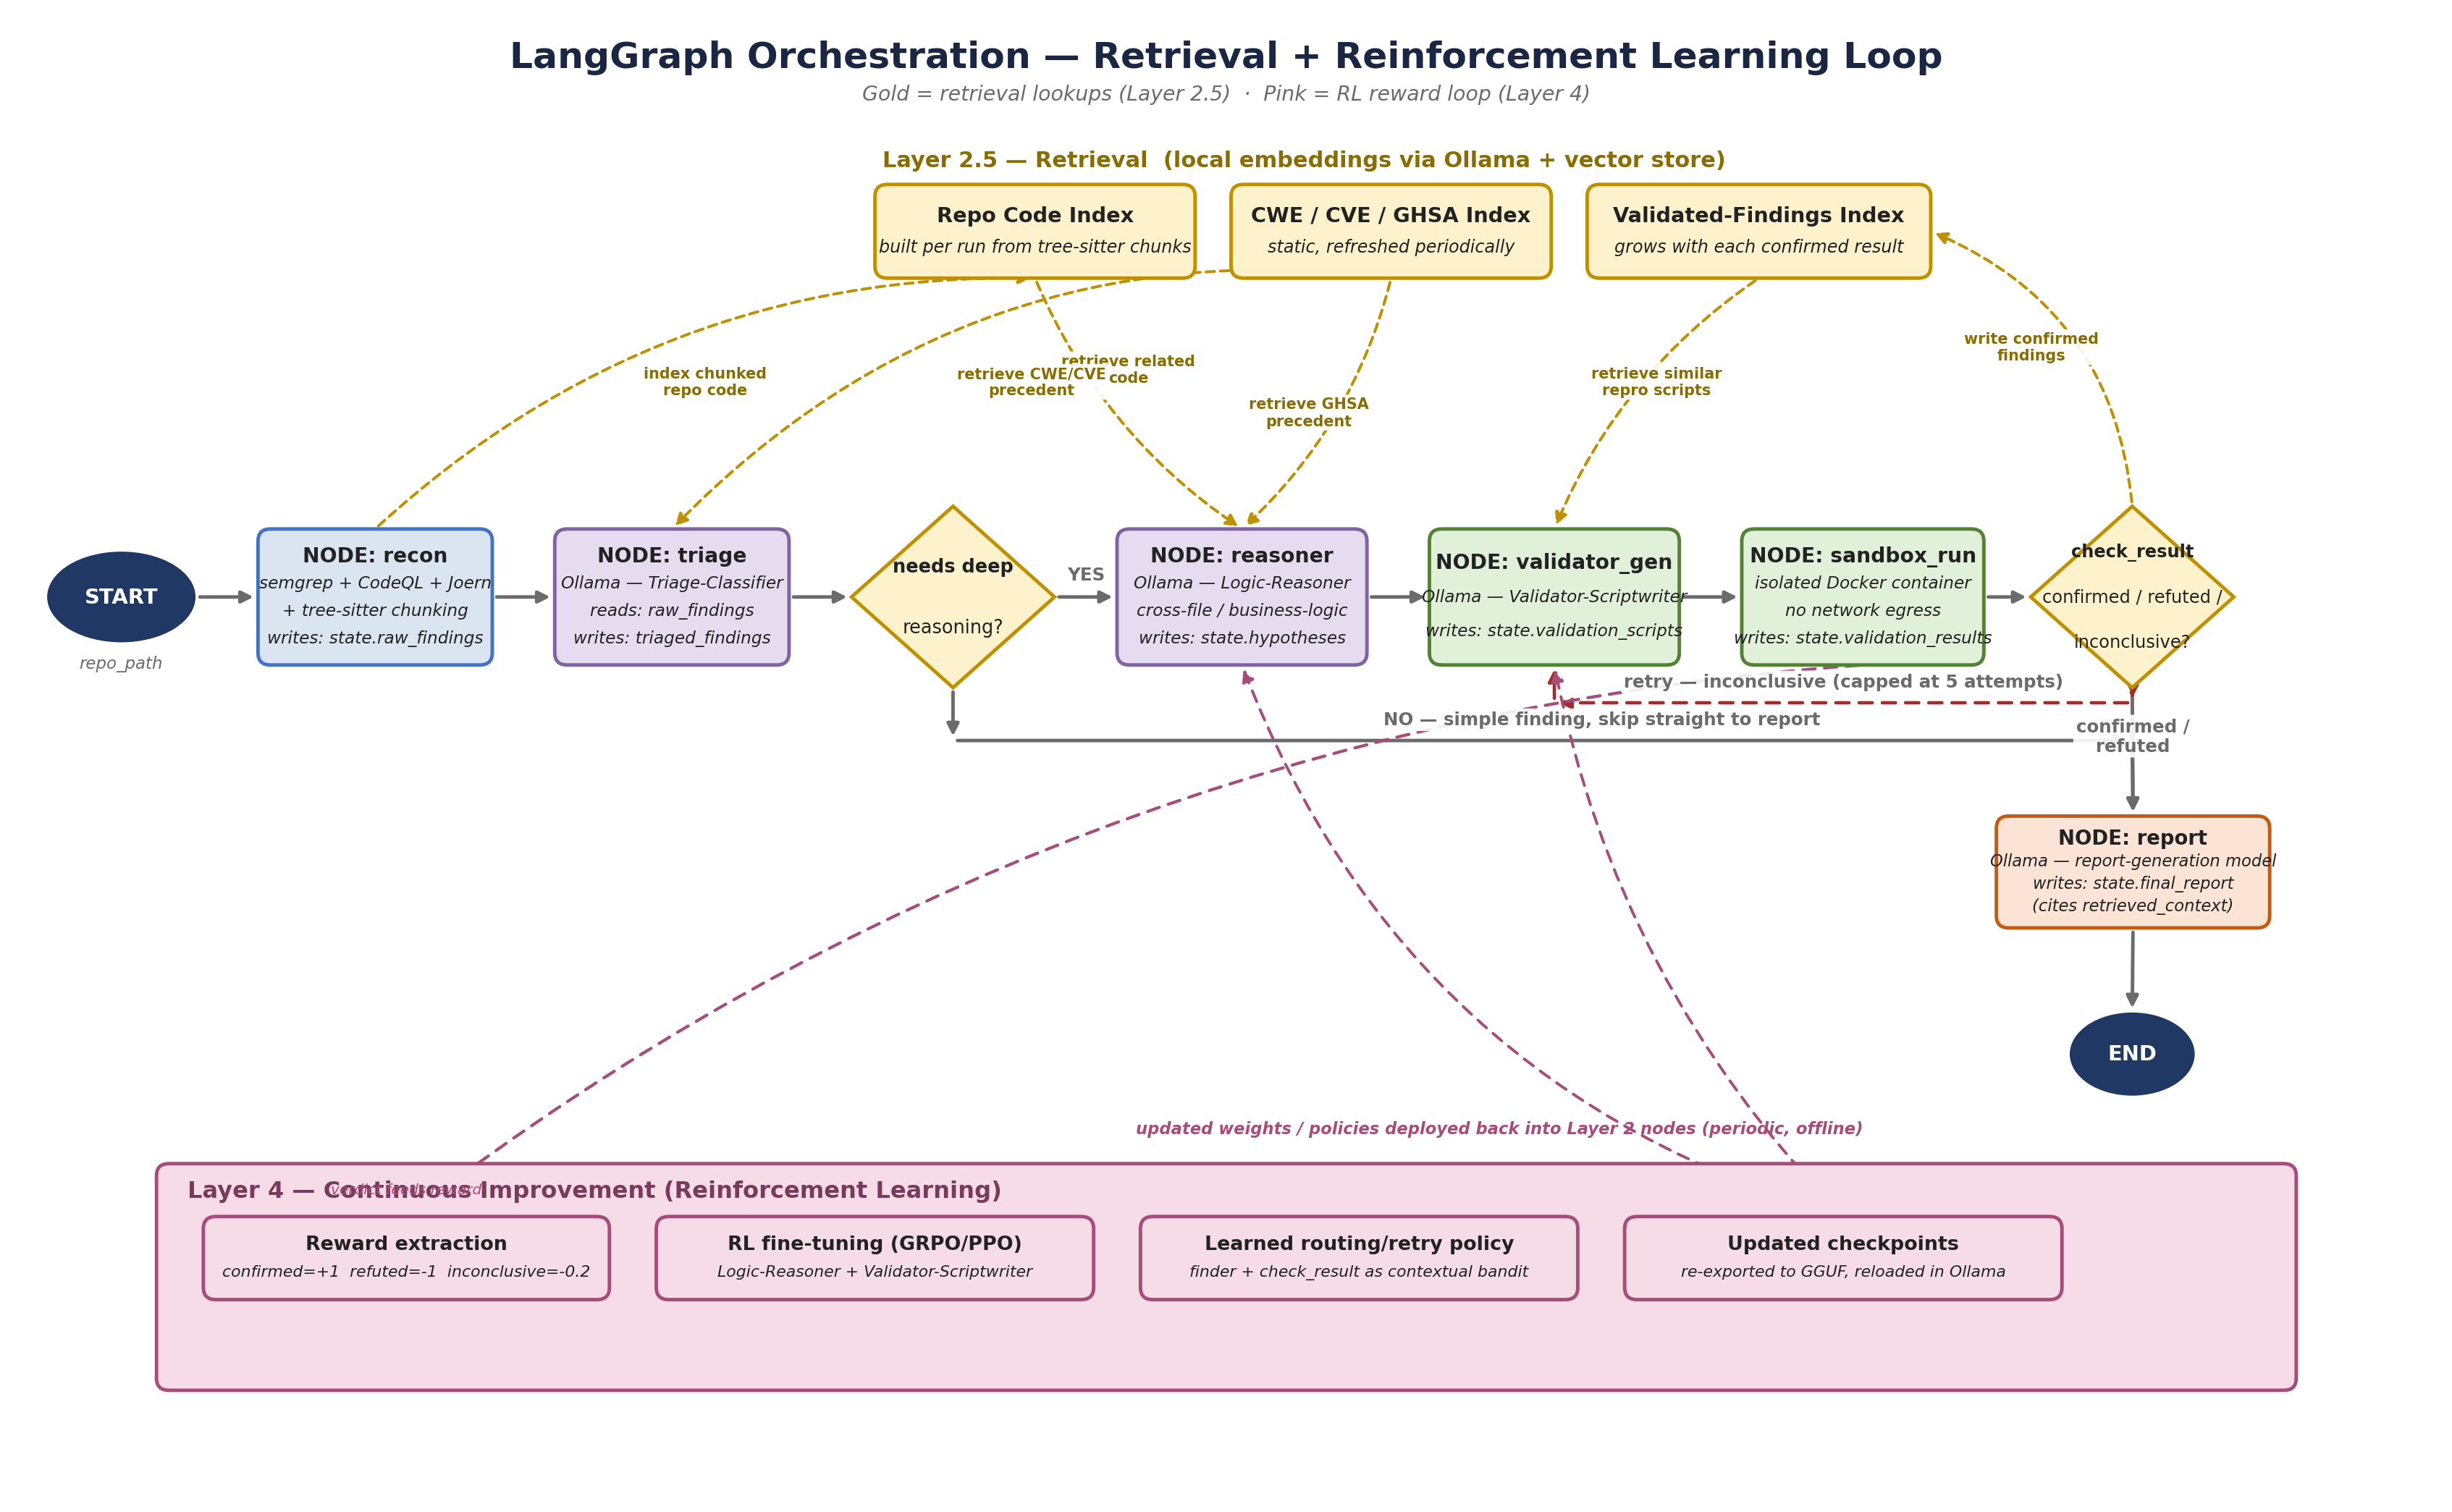 LangGraph Orchestration — Retrieval + Reinforcement Learning Loop
Gold = retrieval lookups (Layer 2.5)  ·  Pink = RL reward loop (Layer 4)
Layer 2.5 — Retrieval  (local embeddings via Ollama + vector store)
Repo Code Index
built per run from tree-sitter chunks
CWE / CVE / GHSA Index
static, refreshed periodically
Validated-Findings Index
grows with each confirmed result
index chunked
repo code
retrieve CWE/CVE
precedent
retrieve related
code
retrieve GHSA
precedent
retrieve similar
repro scripts
write confirmed
findings
START
repo_path
NODE: recon
semgrep + CodeQL + Joern
+ tree-sitter chunking
writes: state.raw_findings
NODE: triage
Ollama — Triage-Classifier
reads: raw_findings
writes: triaged_findings
needs deep
reasoning?
YES
NODE: reasoner
Ollama — Logic-Reasoner
cross-file / business-logic
writes: state.hypotheses
NODE: validator_gen
Ollama — Validator-Scriptwriter
writes: state.validation_scripts
NODE: sandbox_run
isolated Docker container
no network egress
writes: state.validation_results
check_result
confirmed / refuted /
inconclusive?
retry — inconclusive (capped at 5 attempts)
NO — simple finding, skip straight to report
confirmed /
refuted
NODE: report
Ollama — report-generation model
writes: state.final_report
(cites retrieved_context)
END
updated weights / policies deployed back into Layer 2 nodes (periodic, offline)
Layer 4 — Continuous Improvement (Reinforcement Learning)
Reward extraction
confirmed=+1  refuted=-1  inconclusive=-0.2
RL fine-tuning (GRPO/PPO)
Logic-Reasoner + Validator-Scriptwriter
Learned routing/retry policy
finder + check_result as contextual bandit
Updated checkpoints
re-exported to GGUF, reloaded in Ollama